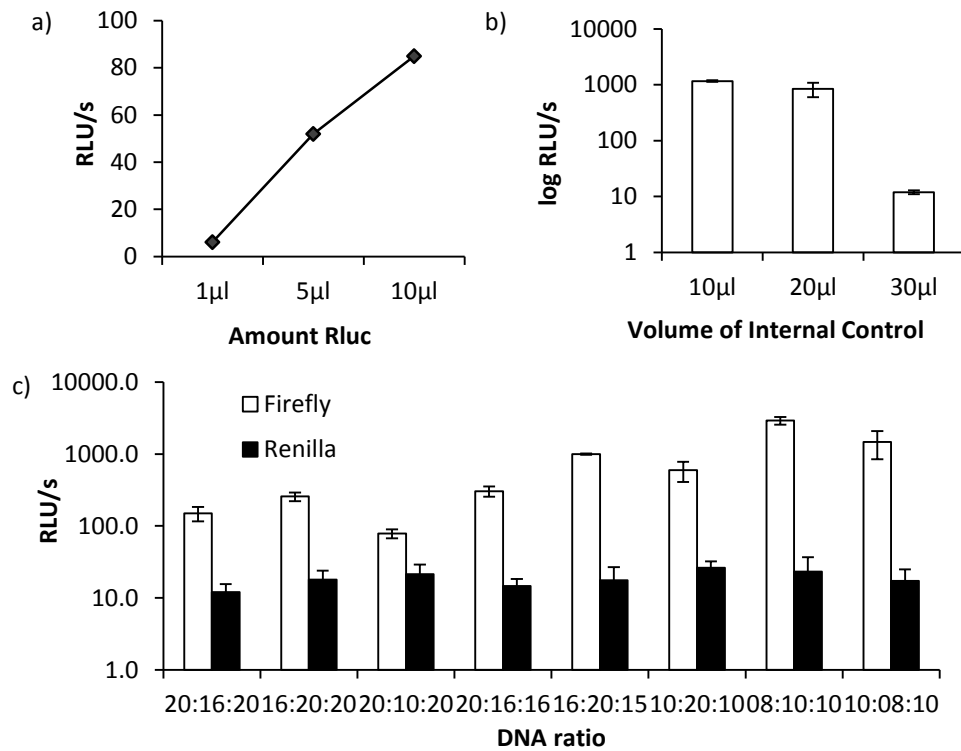 a)
100
80
60
40
20
0
RLU/s
1µl 5µl 10µl
Amount Rluc
b)
10000
1000
100
10
1
log RLU/s
10µl 20µl 30µl
Volume of Internal Control
c)
10000.0
1000.0
100.0
10.0
1.0
RLU/s
Firefly
Renilla
20:16:20 16:20:20 20:10:20 20:16:16 16:20:15 10:20:10 08:10:10 10:08:10
DNA ratio